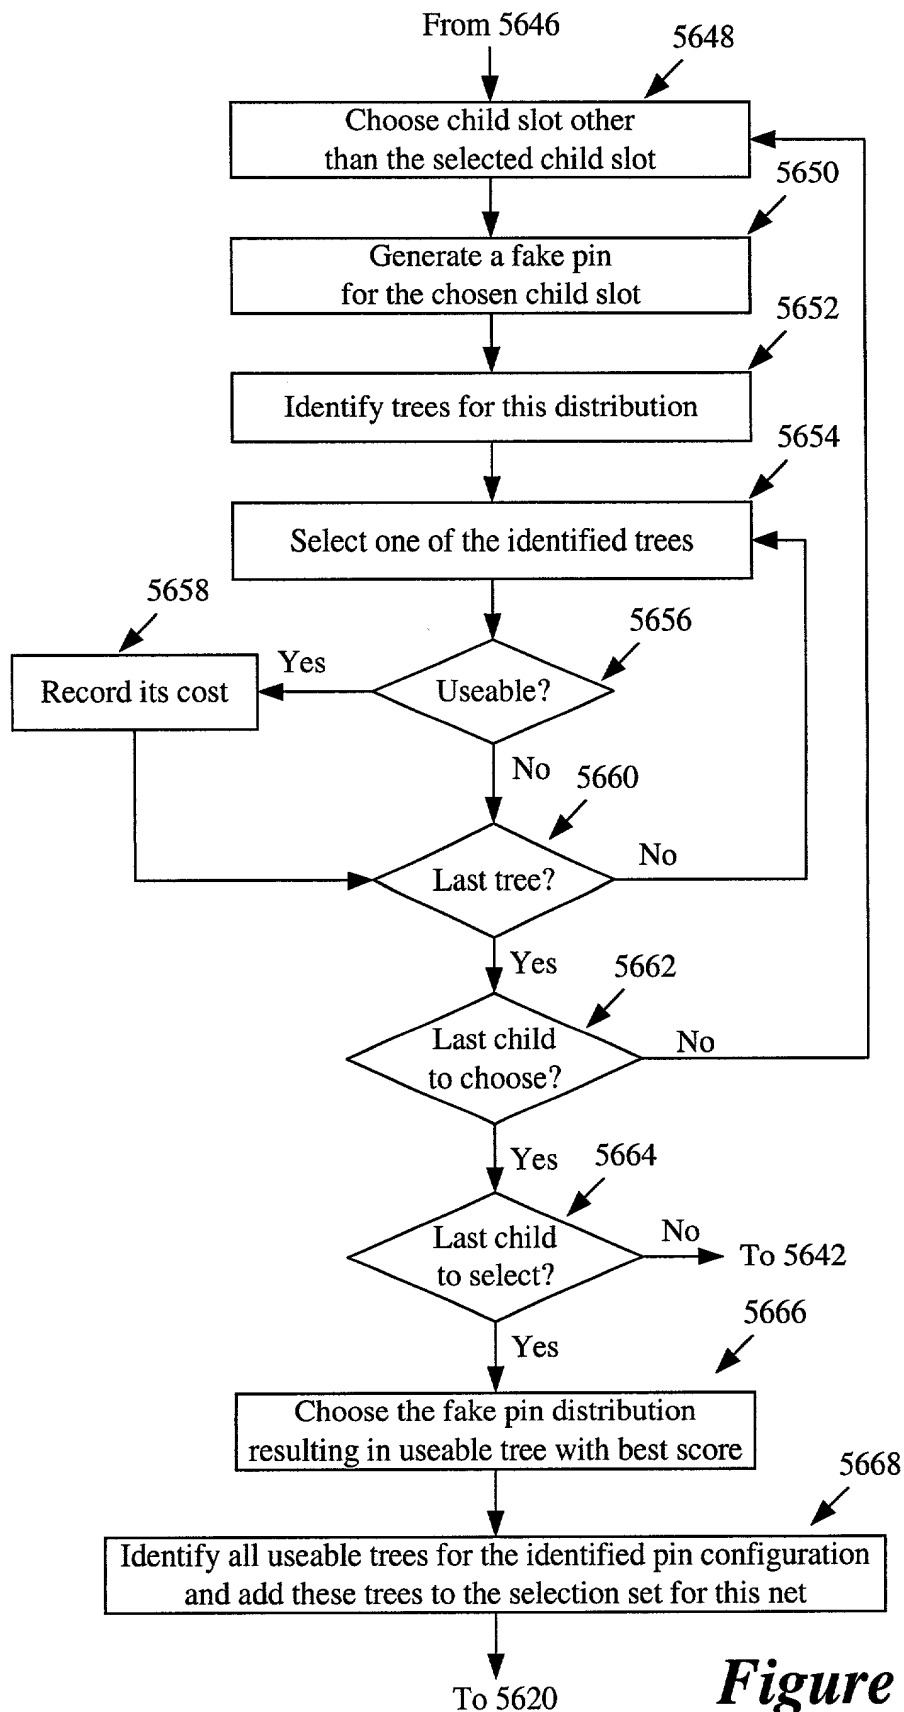 From 5646
5648
Choose child slot other
than the selected child slot
5650
Generate a fake pin
for the chosen child slot
5652
Identify trees for this distribution
5654
Select one of the identified trees
5658
5656
Yes
Record its cost
Useable?
No
5660
No
Last tree?
Yes
5662
Last child
to choose?
No
Yes
5664
Last child
to select?
No
To 5642
5666
Yes
Choose the fake pin distribution
resulting in useable tree with best score
5668
Identify all useable trees for the identified pin configuration
and add these trees to the selection set for this net
To 5620
Figure